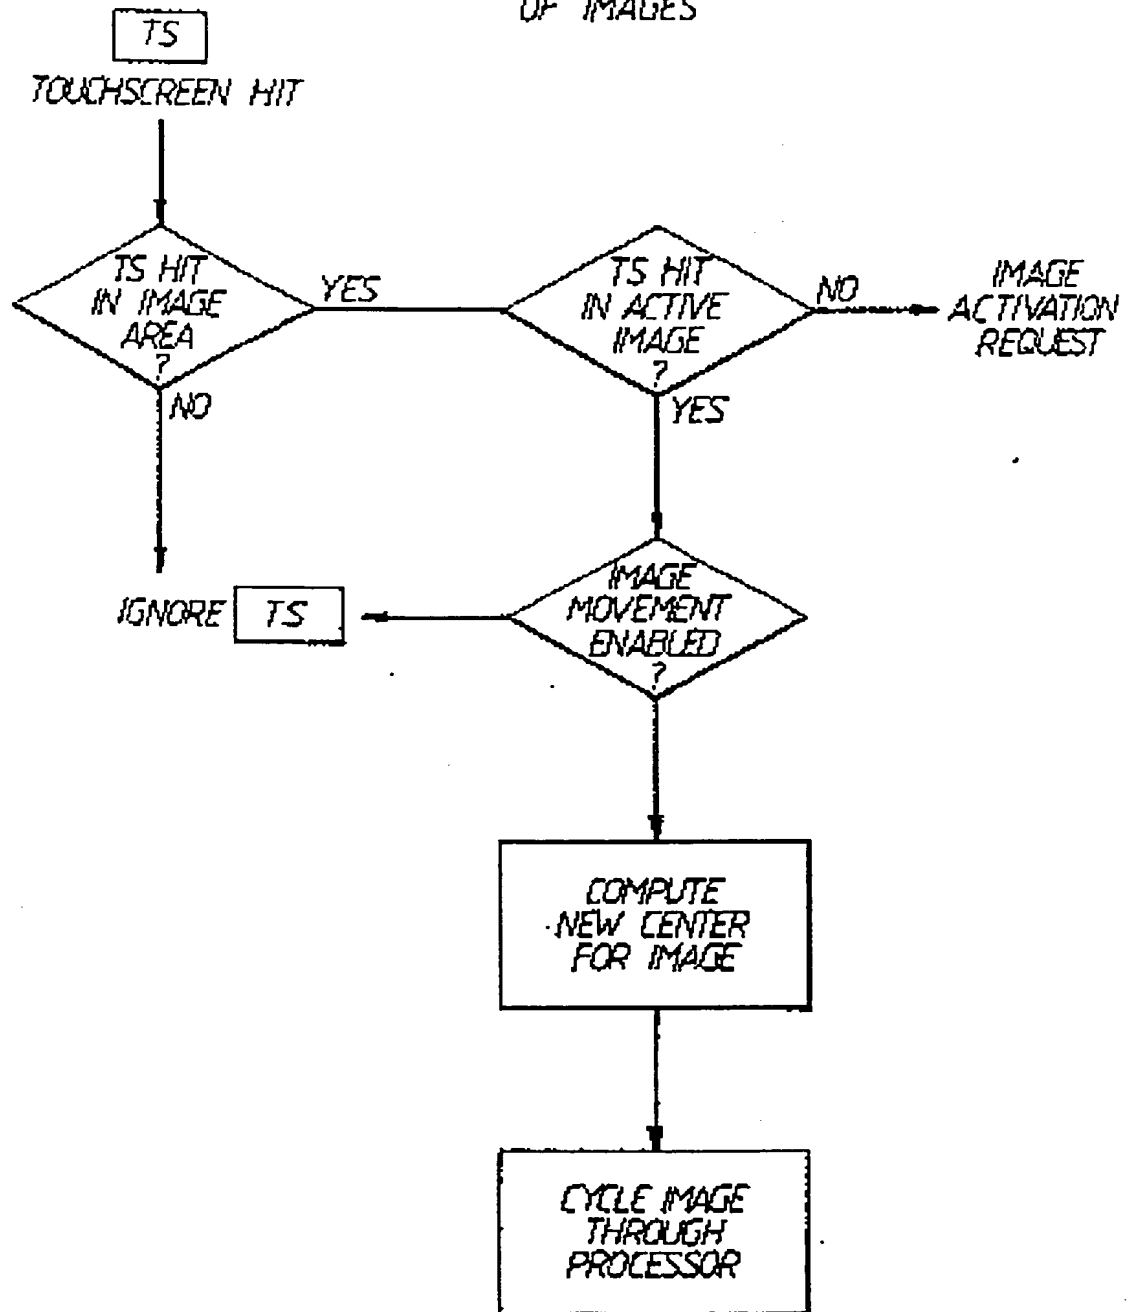 OF IMAGES
TS
TOUCHSCREEN HIT
TS HIT
IN IMAGE
AREA
?
YES
NO
TS HIT
IN ACTIVE
IMAGE
?
NO
YES
IMAGE
ACTIVATION
REQUEST
IGNORE TS
IMAGE
MOVEMENT
ENABLED
?
COMPUTE
NEW CENTER
FOR IMAGE
CYCLE IMAGE
THROUGH
PROCESSOR